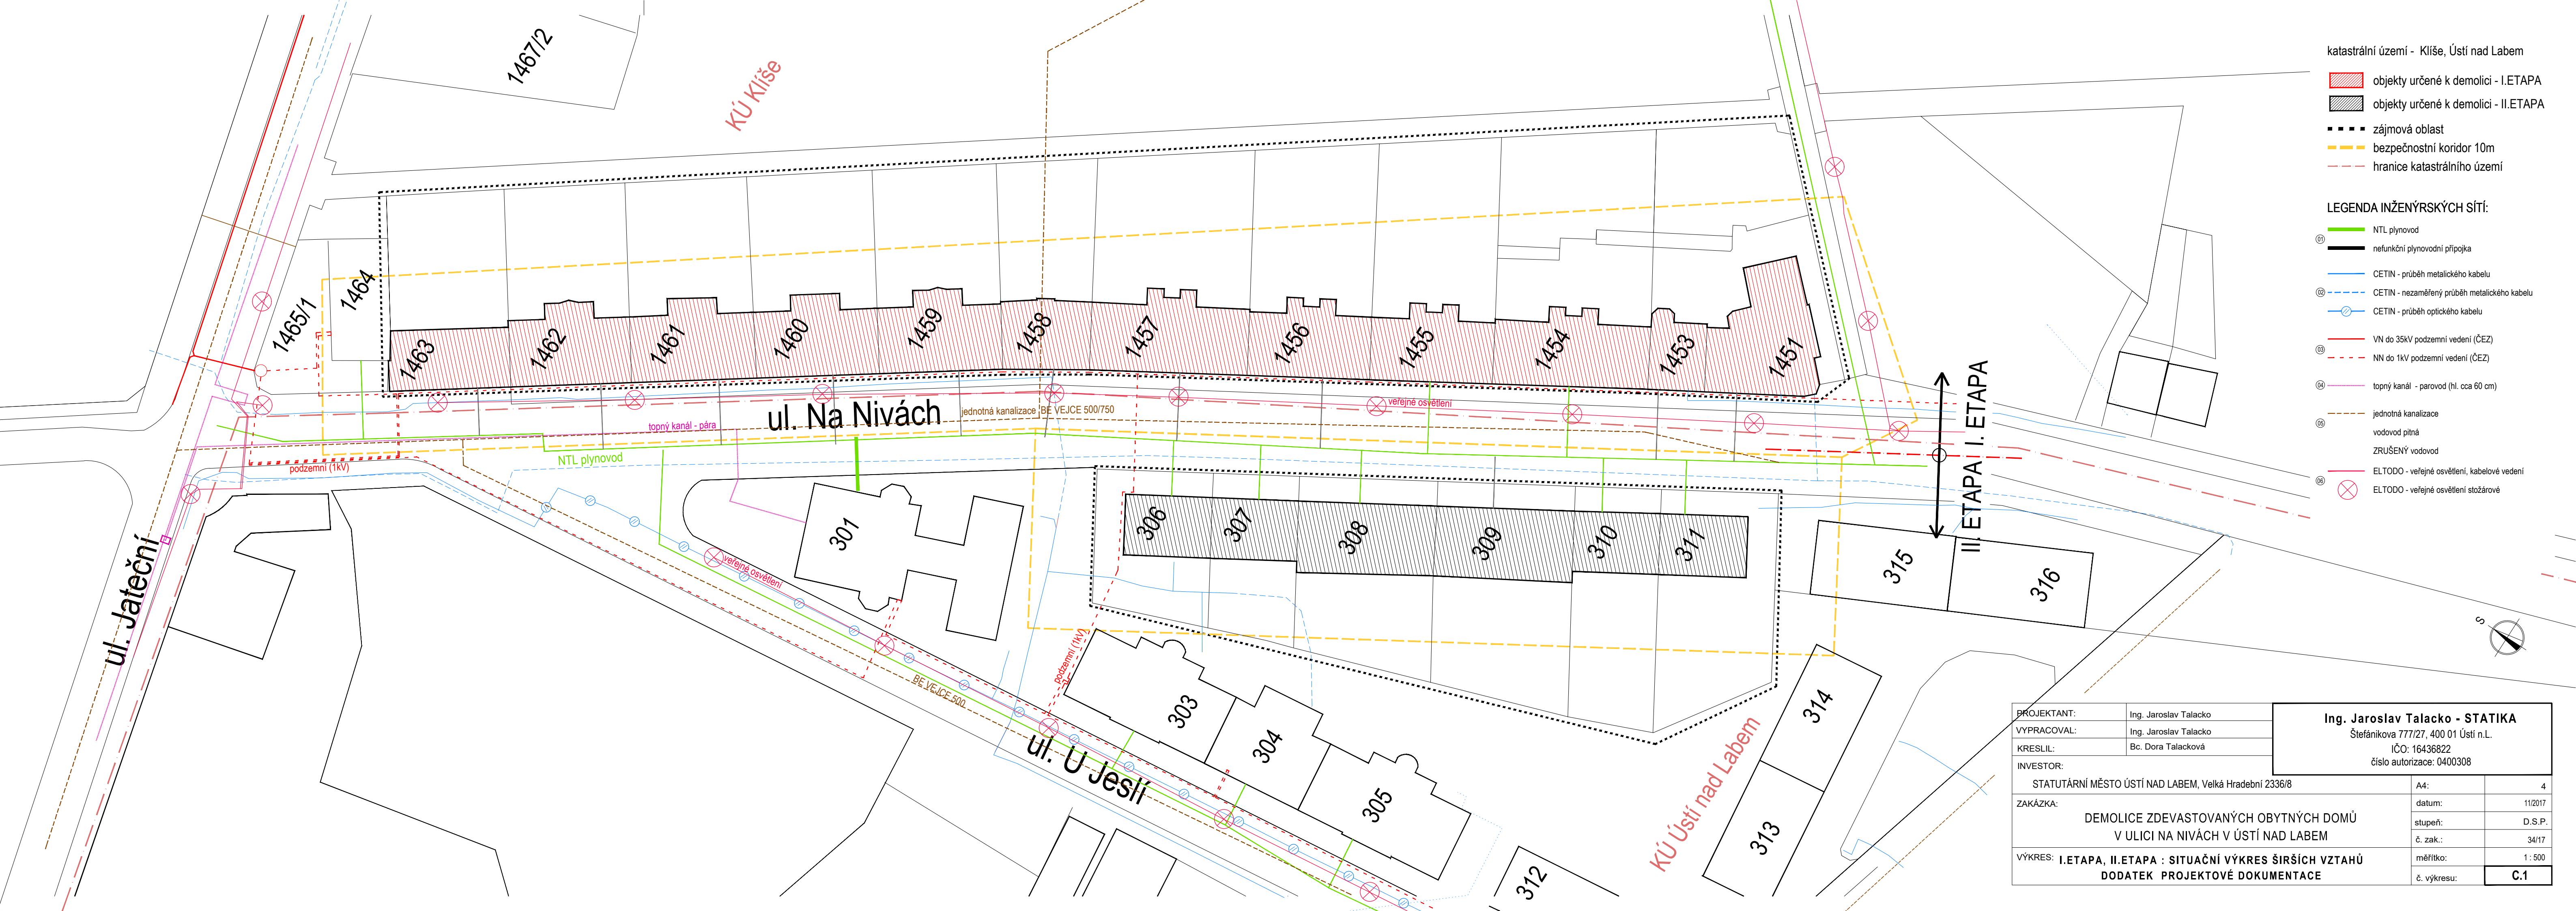 1467/2
KÚ Klíše
1465/1
1464
1463
1462
1461
1460
1459
1458
1457
1456
1455
1454
1453
1451
ul. Na Nivách
jednotná kanalizace BE VEJCE 500/750
veřejné osvětlení
topný kanál - pára
NTL plynovod
podzemní (1kV)
II. ETAPA I. ETAPA
ul. Jateční
301
306
307
308
309
310
311
315
316
veřejné osvětlení
podzemní (1kV)
BE VEJCE 500
ul. U Jeslí
303
304
305
312
313
314
KÚ Ústí nad Labem
S
katastrální území - Klíše, Ústí nad Labem
objekty určené k demolici - I.ETAPA
objekty určené k demolici - II.ETAPA
zájmová oblast
bezpečnostní koridor 10m
hranice katastrálního území
LEGENDA INŽENÝRSKÝCH SÍTÍ:
01
NTL plynovod
nefunkční plynovodní přípojka
02
CETIN - průběh metalického kabelu
CETIN - nezaměřený průběh metalického kabelu
CETIN - průběh optického kabelu
03
VN do 35kV podzemní vedení (ČEZ)
NN do 1kV podzemní vedení (ČEZ)
04
topný kanál - parovod (hl. cca 60 cm)
05
jednotná kanalizace
vodovod pitná
ZRUŠENÝ vodovod
06
ELTODO - veřejné osvětlení, kabelové vedení
ELTODO - veřejné osvětlení stožárové
PROJEKTANT: Ing. Jaroslav Talacko
VYPRACOVAL: Ing. Jaroslav Talacko
KRESLIL: Bc. Dora Talacková
Ing. Jaroslav Talacko - STATIKA
Štefánikova 777/27, 400 01 Ústí n.L.
IČO: 16436822
číslo autorizace: 0400308
INVESTOR:
STATUTÁRNÍ MĚSTO ÚSTÍ NAD LABEM, Velká Hradební 2336/8
ZAKÁZKA:
DEMOLICE ZDEVASTOVANÝCH OBYTNÝCH DOMŮ
V ULICI NA NIVÁCH V ÚSTÍ NAD LABEM
VÝKRES: I.ETAPA, II.ETAPA : SITUAČNÍ VÝKRES ŠIRŠÍCH VZTAHŮ
DODATEK PROJEKTOVÉ DOKUMENTACE
A4: 4
datum: 11/2017
stupeň: D.S.P.
č. zak.: 34/17
měřítko: 1 : 500
č. výkresu: C.1